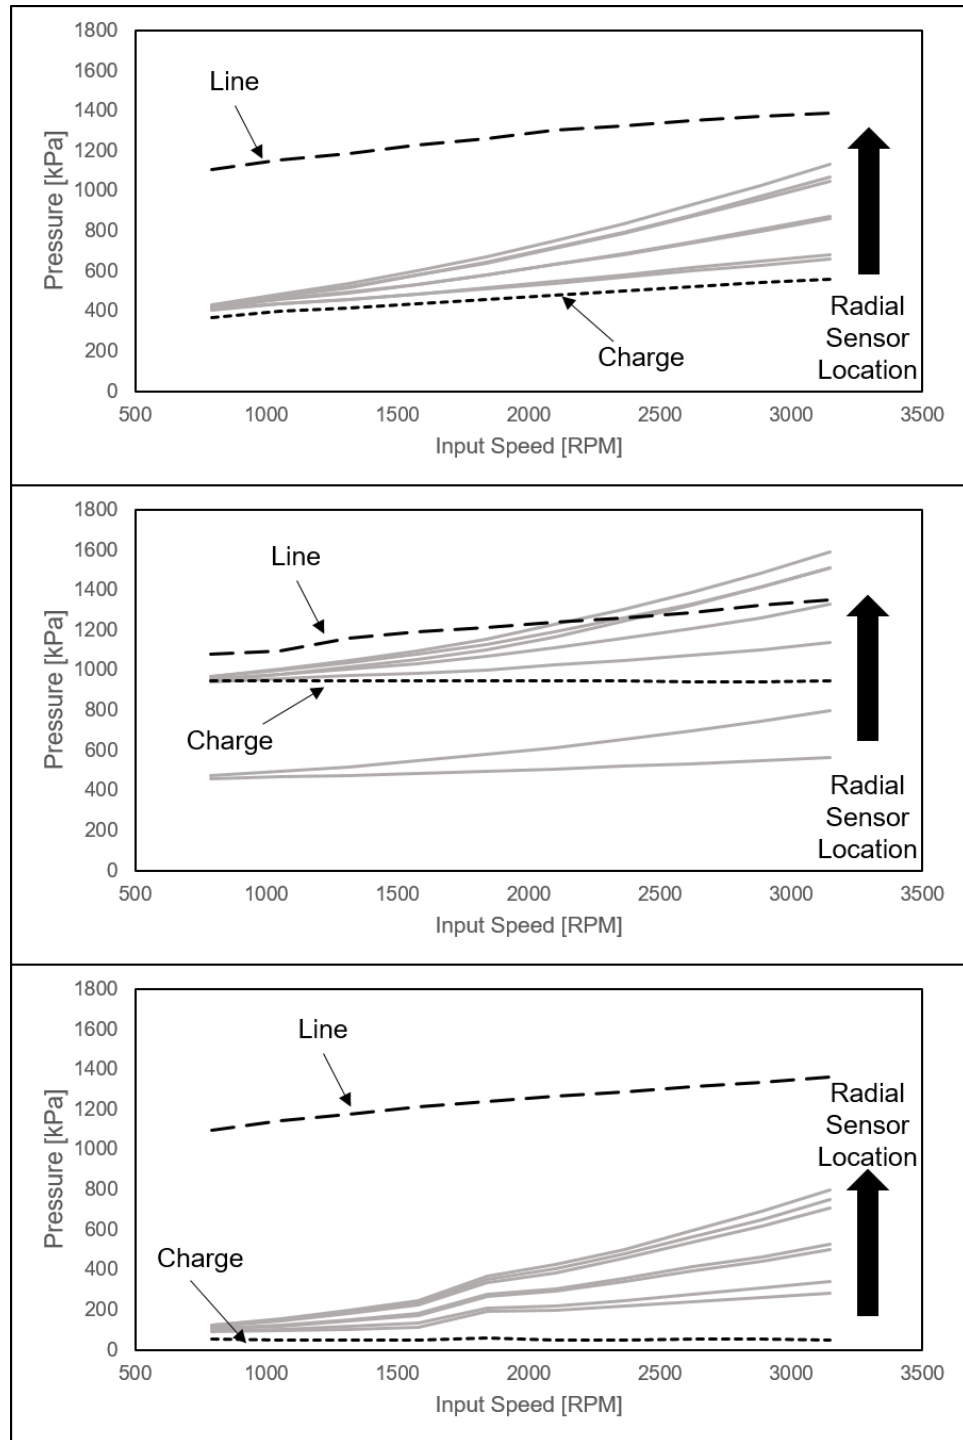 1800
1600
1400
1200
1000
800
600
400
200
0
Pressure [kPa]
Line
Charge
Radial
Sensor
Location
500 1000 1500 2000 2500 3000 3500
Input Speed [RPM]
1800
1600
1400
1200
1000
800
600
400
200
0
Pressure [kPa]
Line
Charge
Radial
Sensor
Location
500 1000 1500 2000 2500 3000 3500
Input Speed [RPM]
1800
1600
1400
1200
1000
800
600
400
200
0
Pressure [kPa]
Line
Radial
Sensor
Location
Charge
500 1000 1500 2000 2500 3000 3500
Input Speed [RPM]